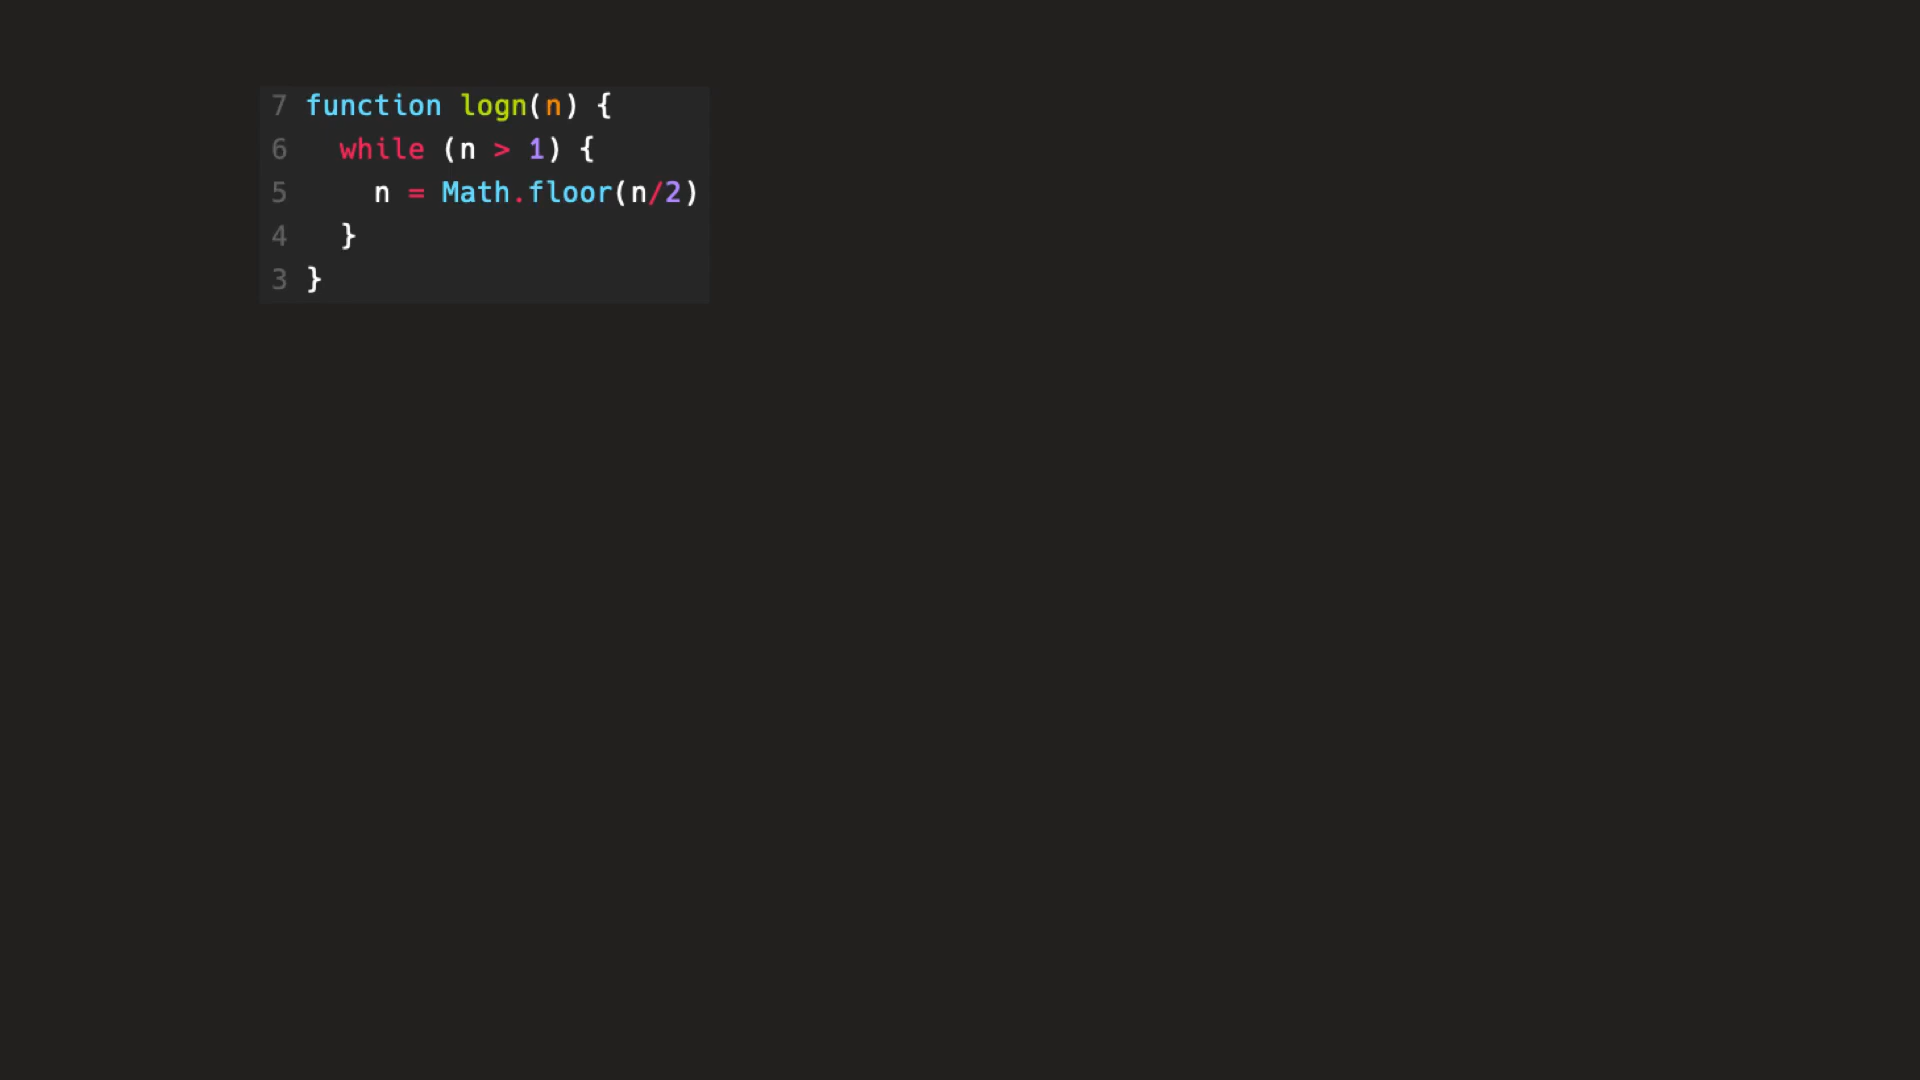 7 function logn(n) {
6   while (n > 1) {
5     n = Math.floor(n/2)
4   }
3 }